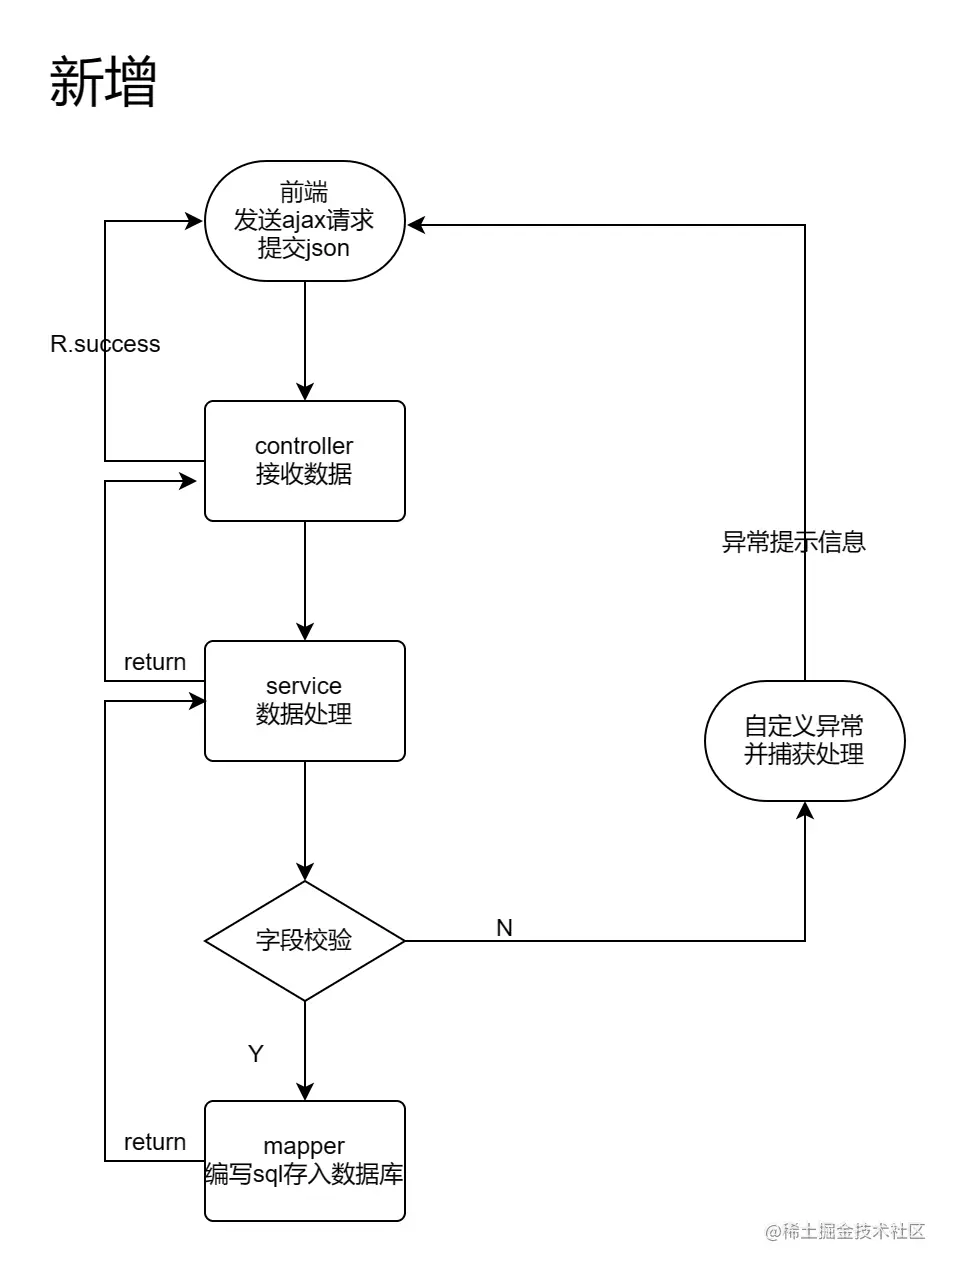 新增
前端
发送ajax请求
提交json
R.success
controller
接收数据
异常提示信息
return
service
数据处理
自定义异常
并捕获处理
字段校验
N
Y
return
mapper
编写sql存入数据库
@稀土掘金技术社区